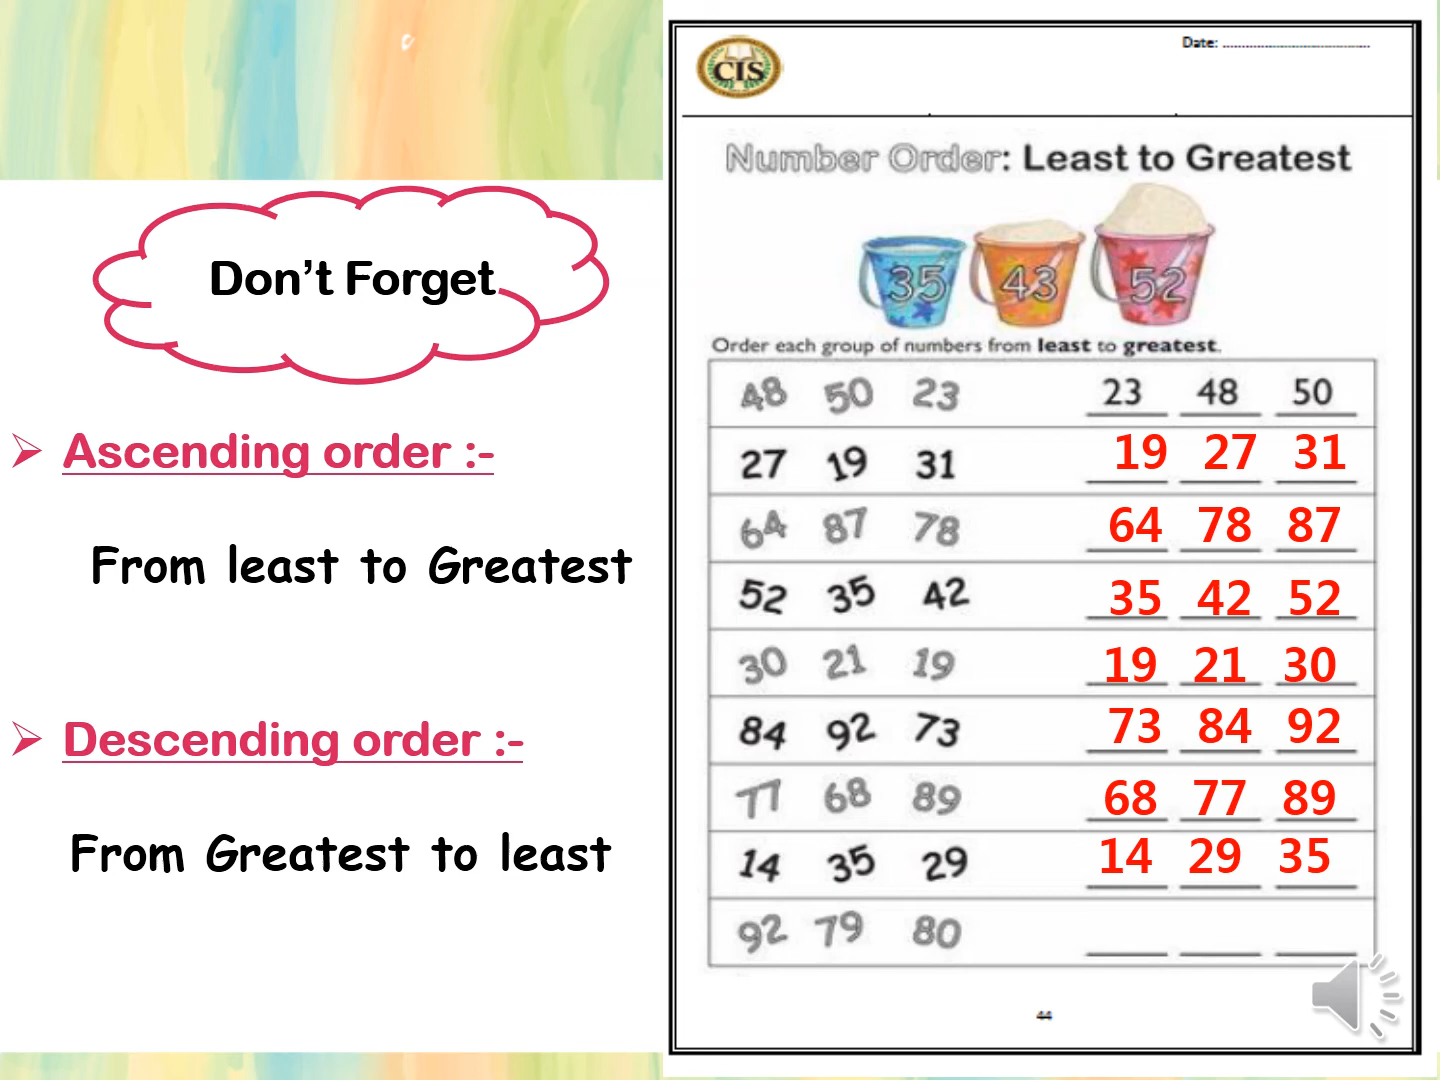 Don't Forget
Ascending order :-
From least to Greatest
Descending order :-
From Greatest to least
CIS
Date: ........................................
Number Order: Least to Greatest
35 43 52
Order each group of numbers from least to greatest.
48 50 23 23 48 50
27 19 31 19 27 31
64 87 78 64 78 87
52 35 42 35 42 52
30 21 19 19 21 30
84 92 73 73 84 92
77 68 89 68 77 89
14 35 29 14 29 35
92 79 80
44